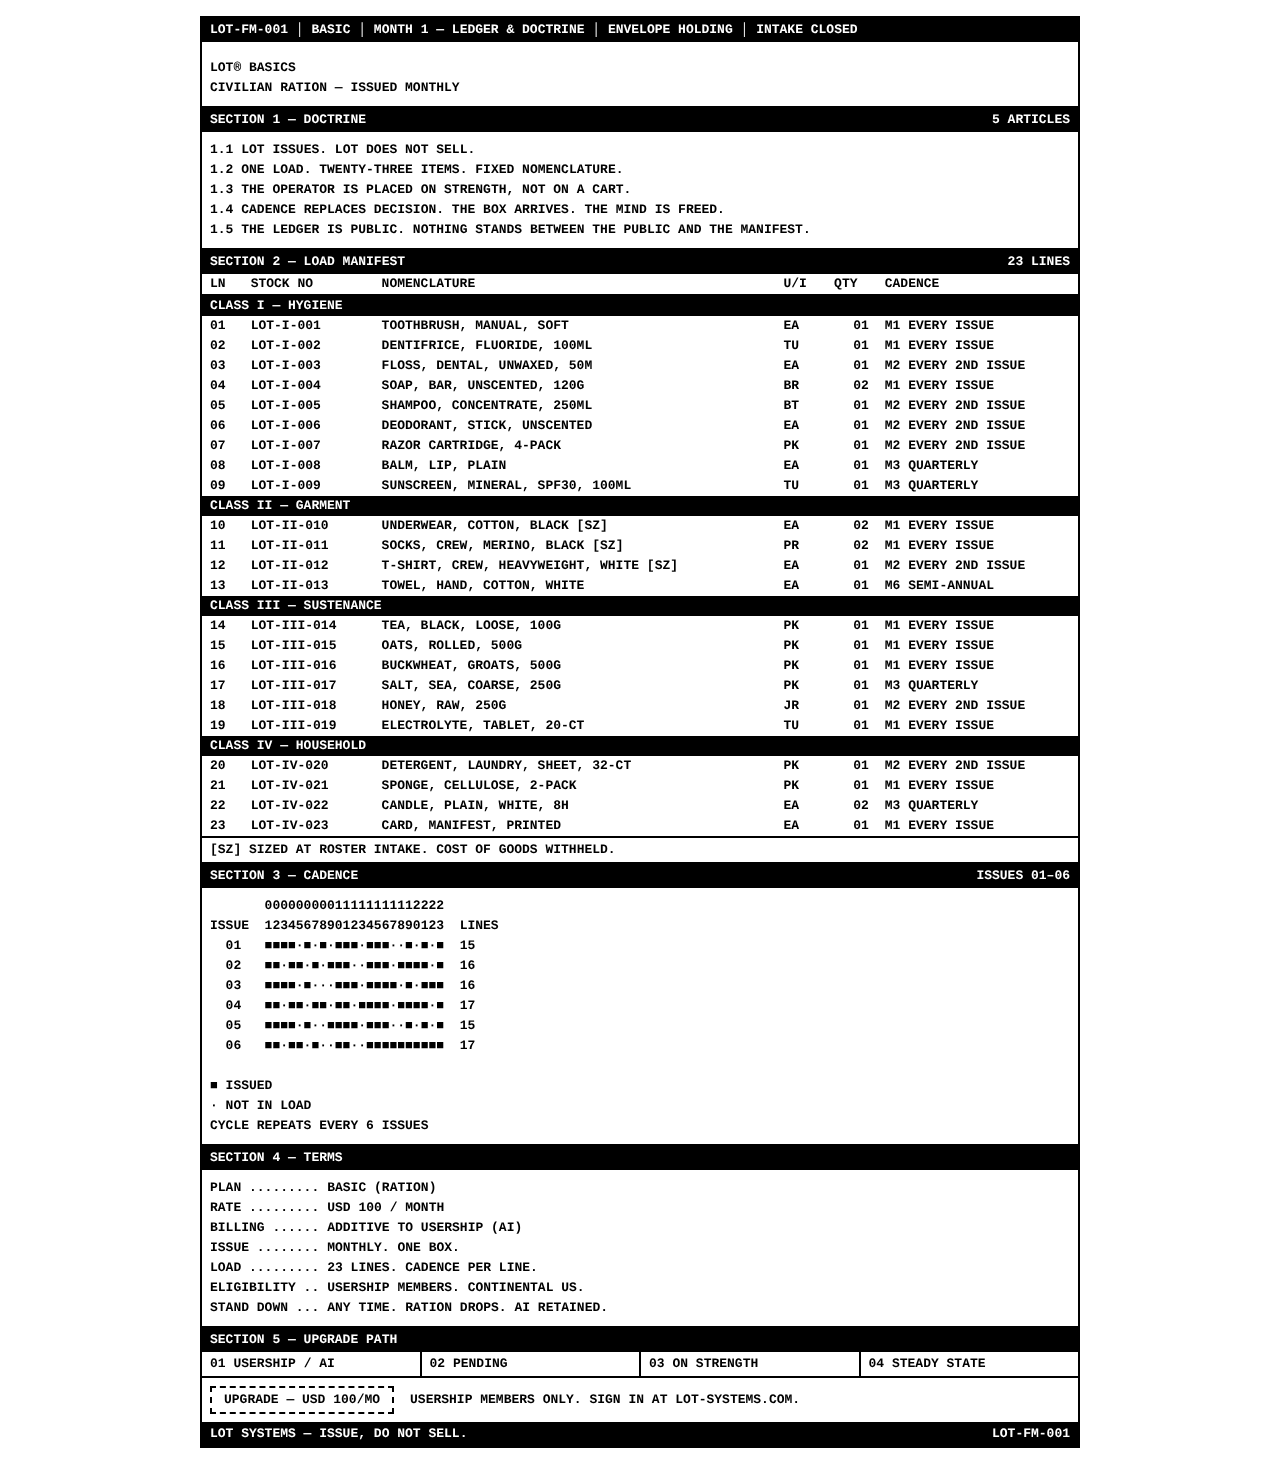 LOT-FM-001 │ BASIC │ MONTH 1 — LEDGER & DOCTRINE │ ENVELOPE HOLDING │ INTAKE CLOSED
LOT® BASICS
CIVILIAN RATION — ISSUED MONTHLY
SECTION 1 — DOCTRINE 5 ARTICLES
1.1 LOT ISSUES. LOT DOES NOT SELL.
1.2 ONE LOAD. TWENTY-THREE ITEMS. FIXED NOMENCLATURE.
1.3 THE OPERATOR IS PLACED ON STRENGTH, NOT ON A CART.
1.4 CADENCE REPLACES DECISION. THE BOX ARRIVES. THE MIND IS FREED.
1.5 THE LEDGER IS PUBLIC. NOTHING STANDS BETWEEN THE PUBLIC AND THE MANIFEST.
SECTION 2 — LOAD MANIFEST 23 LINES
LN STOCK NO NOMENCLATURE U/I QTY CADENCE
CLASS I — HYGIENE
01 LOT-I-001 TOOTHBRUSH, MANUAL, SOFT EA 01 M1 EVERY ISSUE
02 LOT-I-002 DENTIFRICE, FLUORIDE, 100ML TU 01 M1 EVERY ISSUE
03 LOT-I-003 FLOSS, DENTAL, UNWAXED, 50M EA 01 M2 EVERY 2ND ISSUE
04 LOT-I-004 SOAP, BAR, UNSCENTED, 120G BR 02 M1 EVERY ISSUE
05 LOT-I-005 SHAMPOO, CONCENTRATE, 250ML BT 01 M2 EVERY 2ND ISSUE
06 LOT-I-006 DEODORANT, STICK, UNSCENTED EA 01 M2 EVERY 2ND ISSUE
07 LOT-I-007 RAZOR CARTRIDGE, 4-PACK PK 01 M2 EVERY 2ND ISSUE
08 LOT-I-008 BALM, LIP, PLAIN EA 01 M3 QUARTERLY
09 LOT-I-009 SUNSCREEN, MINERAL, SPF30, 100ML TU 01 M3 QUARTERLY
CLASS II — GARMENT
10 LOT-II-010 UNDERWEAR, COTTON, BLACK [SZ] EA 02 M1 EVERY ISSUE
11 LOT-II-011 SOCKS, CREW, MERINO, BLACK [SZ] PR 02 M1 EVERY ISSUE
12 LOT-II-012 T-SHIRT, CREW, HEAVYWEIGHT, WHITE [SZ] EA 01 M2 EVERY 2ND ISSUE
13 LOT-II-013 TOWEL, HAND, COTTON, WHITE EA 01 M6 SEMI-ANNUAL
CLASS III — SUSTENANCE
14 LOT-III-014 TEA, BLACK, LOOSE, 100G PK 01 M1 EVERY ISSUE
15 LOT-III-015 OATS, ROLLED, 500G PK 01 M1 EVERY ISSUE
16 LOT-III-016 BUCKWHEAT, GROATS, 500G PK 01 M1 EVERY ISSUE
17 LOT-III-017 SALT, SEA, COARSE, 250G PK 01 M3 QUARTERLY
18 LOT-III-018 HONEY, RAW, 250G JR 01 M2 EVERY 2ND ISSUE
19 LOT-III-019 ELECTROLYTE, TABLET, 20-CT TU 01 M1 EVERY ISSUE
CLASS IV — HOUSEHOLD
20 LOT-IV-020 DETERGENT, LAUNDRY, SHEET, 32-CT PK 01 M2 EVERY 2ND ISSUE
21 LOT-IV-021 SPONGE, CELLULOSE, 2-PACK PK 01 M1 EVERY ISSUE
22 LOT-IV-022 CANDLE, PLAIN, WHITE, 8H EA 02 M3 QUARTERLY
23 LOT-IV-023 CARD, MANIFEST, PRINTED EA 01 M1 EVERY ISSUE
[SZ] SIZED AT ROSTER INTAKE. COST OF GOODS WITHHELD.
SECTION 3 — CADENCE ISSUES 01–06
00000000011111111112222
ISSUE 12345678901234567890123 LINES
01 ■■■■·■·■·■■■·■■■··■·■·■ 15
02 ■■·■■·■·■■■··■■■·■■■■·■ 16
03 ■■■■·■···■■■·■■■■·■·■■■ 16
04 ■■·■■·■■·■■·■■■■·■■■■·■ 17
05 ■■■■·■··■■■■·■■■··■·■·■ 15
06 ■■·■■·■··■■··■■■■■■■■■■ 17
■ ISSUED
· NOT IN LOAD
CYCLE REPEATS EVERY 6 ISSUES
SECTION 4 — TERMS
PLAN ......... BASIC (RATION)
RATE ......... USD 100 / MONTH
BILLING ...... ADDITIVE TO USERSHIP (AI)
ISSUE ........ MONTHLY. ONE BOX.
LOAD ......... 23 LINES. CADENCE PER LINE.
ELIGIBILITY .. USERSHIP MEMBERS. CONTINENTAL US.
STAND DOWN ... ANY TIME. RATION DROPS. AI RETAINED.
SECTION 5 — UPGRADE PATH
01 USERSHIP / AI 02 PENDING 03 ON STRENGTH 04 STEADY STATE
UPGRADE — USD 100/MO USERSHIP MEMBERS ONLY. SIGN IN AT LOT-SYSTEMS.COM.
LOT SYSTEMS — ISSUE, DO NOT SELL. LOT-FM-001